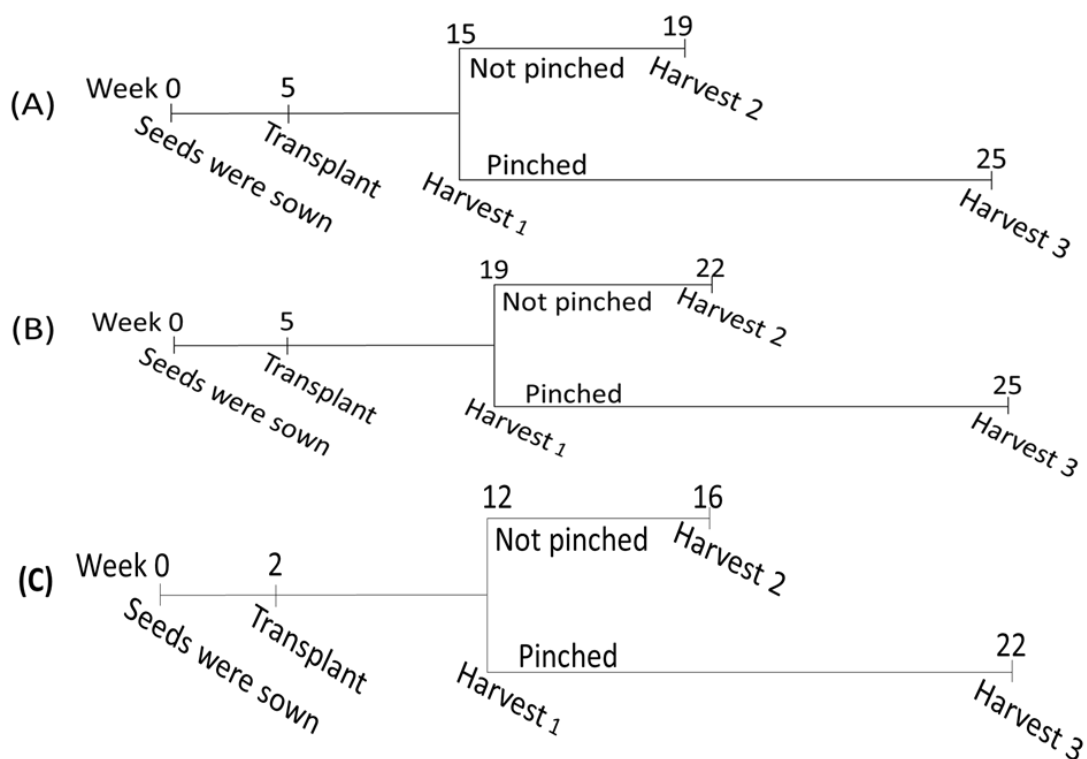 (A)
Week 0
5
15
19
Seeds were sown
Transplant
Harvest 1
Not pinched
Harvest 2
Pinched
25
Harvest 3
(B)
Week 0
5
19
22
Seeds were sown
Transplant
Harvest 1
Not pinched
Harvest 2
Pinched
25
Harvest 3
(C)
Week 0
2
12
16
Seeds were sown
Transplant
Harvest 1
Not pinched
Harvest 2
Pinched
22
Harvest 3